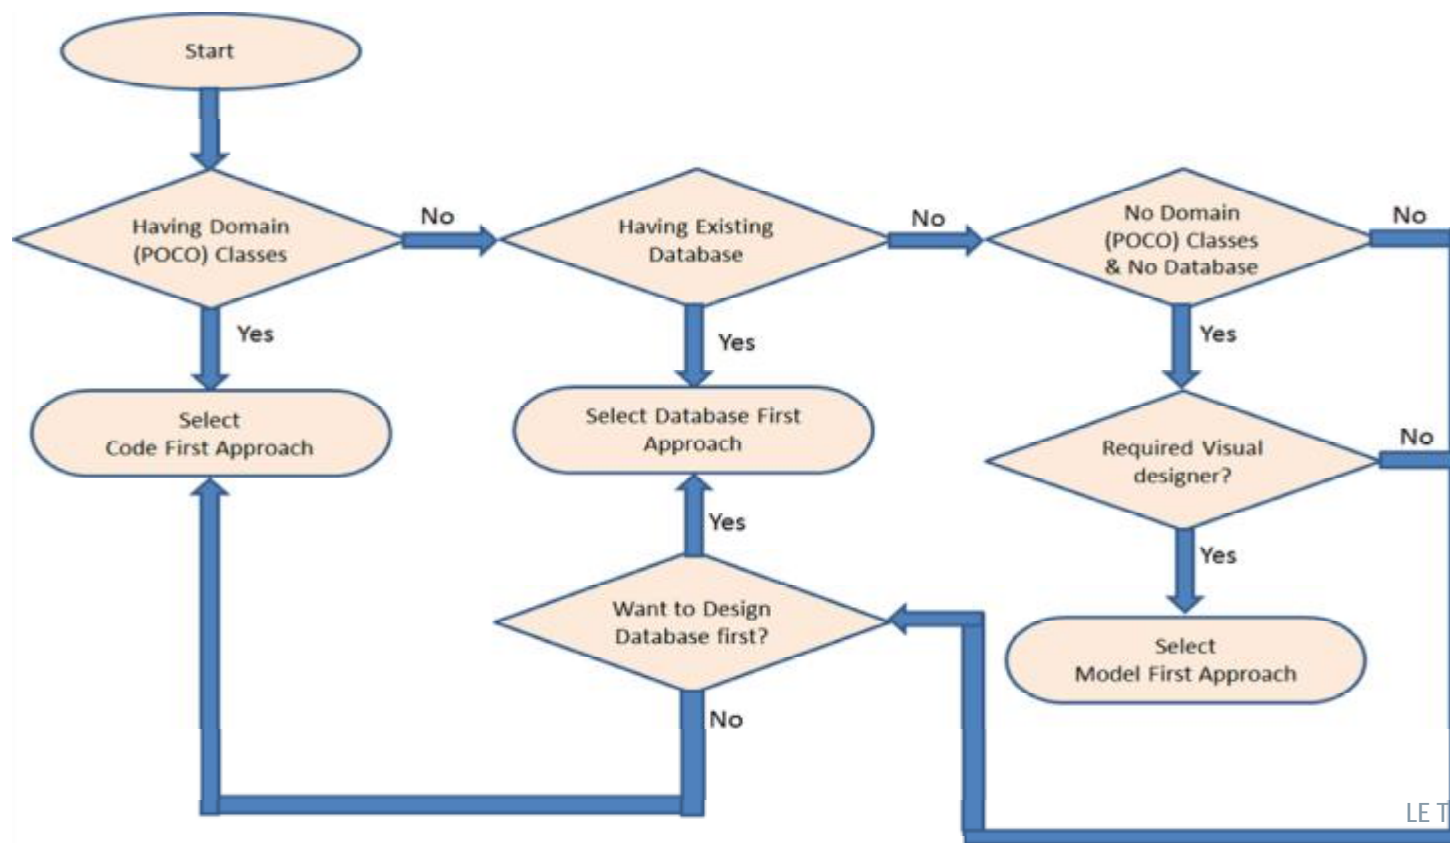 Start
Having Domain
(POCO) Classes
No
Having Existing
Database
No
No Domain
(POCO) Classes
& No Database
No
Yes
Yes
Yes
Select
Code First Approach
Select Database First
Approach
Required Visual
designer?
No
Yes
Yes
Want to Design
Database first?
Select
Model First Approach
No
LE T